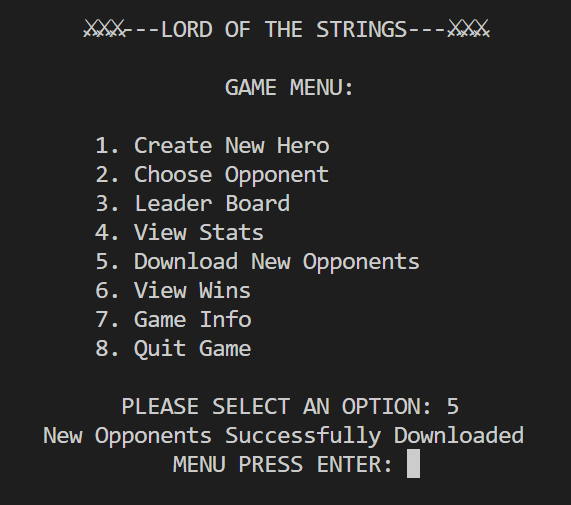 ⚔⚔⚔---LORD OF THE STRINGS---⚔⚔⚔
GAME MENU:
1. Create New Hero
2. Choose Opponent
3. Leader Board
4. View Stats
5. Download New Opponents
6. View Wins
7. Game Info
8. Quit Game
PLEASE SELECT AN OPTION: 5
New Opponents Successfully Downloaded
MENU PRESS ENTER: